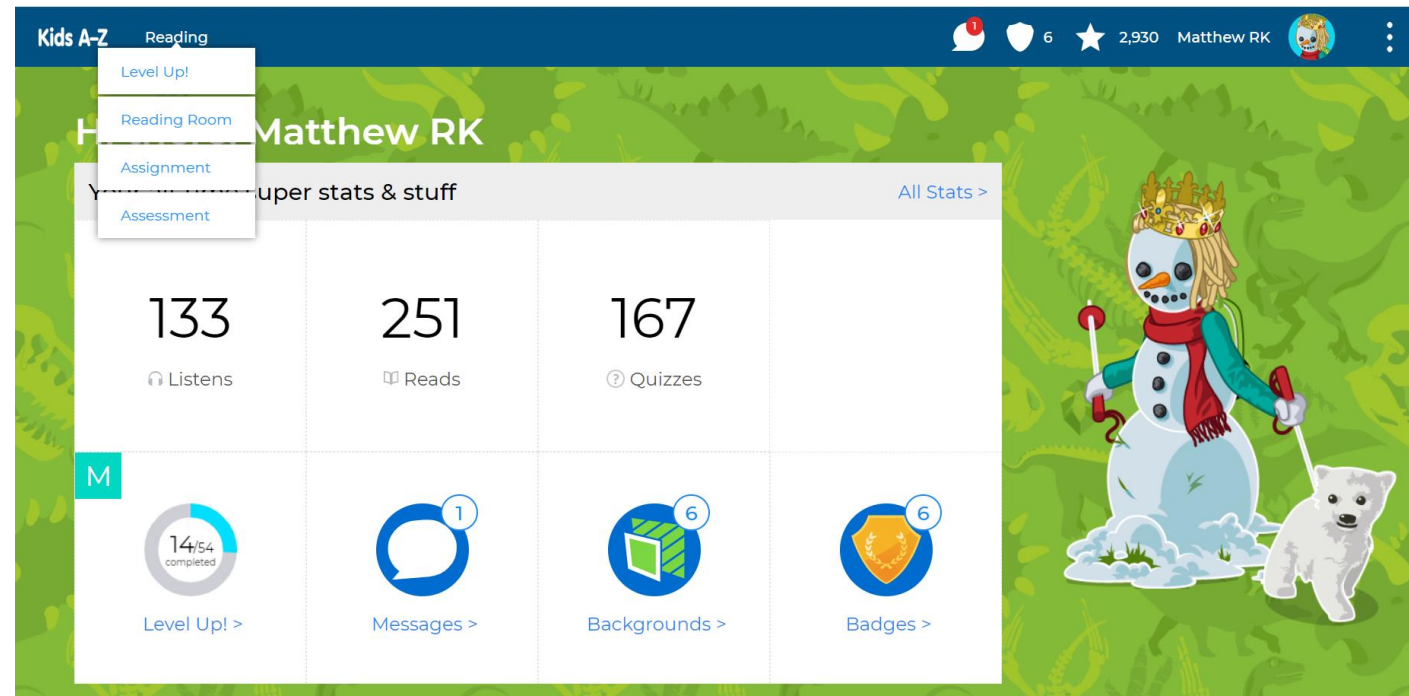 Kids A-Z Reading 1 6 2,930 Matthew RK
Level Up!
Reading Room
Assignment
Assessment
Matthew RK
super stats & stuff All Stats >
133 251 167
Listens Reads Quizzes
M
14/54 1 6 6
completed
Level Up! > Messages > Backgrounds > Badges >